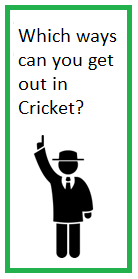 Which ways
can you get
out in
Cricket?